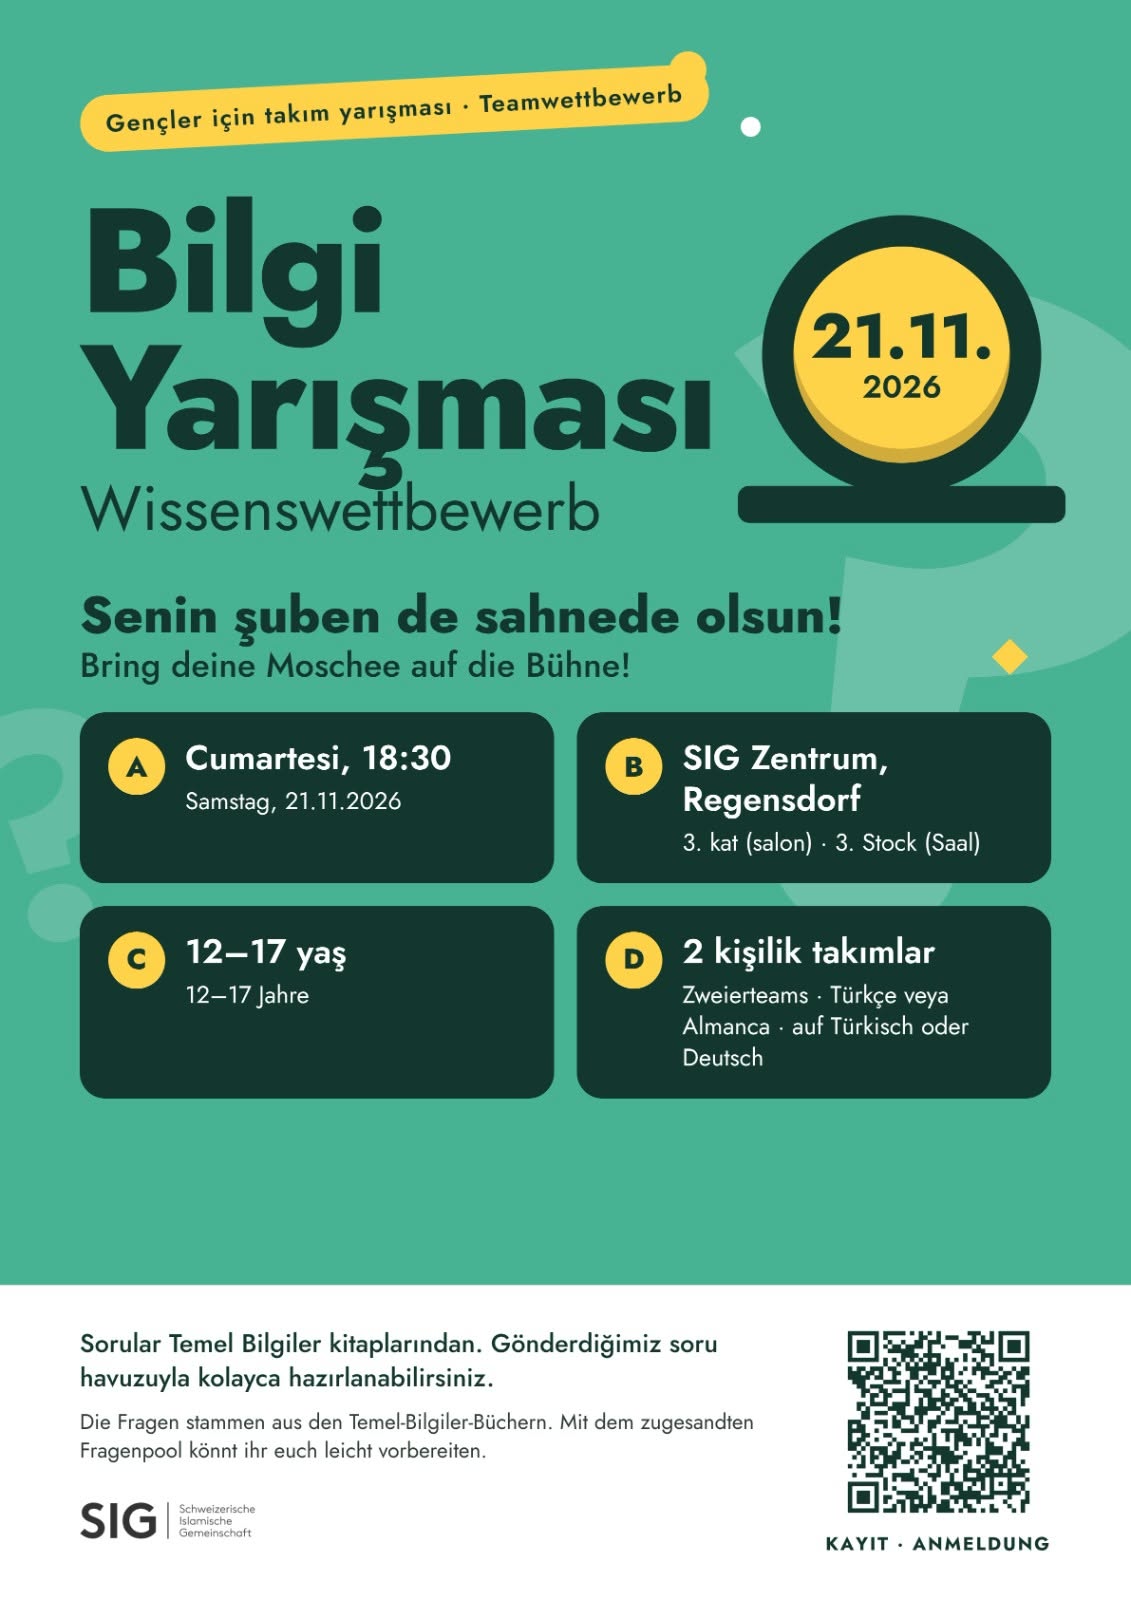 Gençler için takım yarışması · Teamwettbewerb
Bilgi
Yarışması
Wissenswettbewerb
21.11.
2026
Senin şuben de sahnede olsun!
Bring deine Moschee auf die Bühne!
A
Cumartesi, 18:30
Samstag, 21.11.2026
B
SIG Zentrum,
Regensdorf
3. kat (salon) · 3. Stock (Saal)
C
12–17 yaş
12–17 Jahre
D
2 kişilik takımlar
Zweierteams · Türkçe veya
Almanca · auf Türkisch oder
Deutsch
Sorular Temel Bilgiler kitaplarından. Gönderdiğimiz soru
havuzuyla kolayca hazırlanabilirsiniz.
Die Fragen stammen aus den Temel-Bilgiler-Büchern. Mit dem zugesandten
Fragenpool könnt ihr euch leicht vorbereiten.
SIG
Schweizerische
Islamische
Gemeinschaft
KAYIT · ANMELDUNG